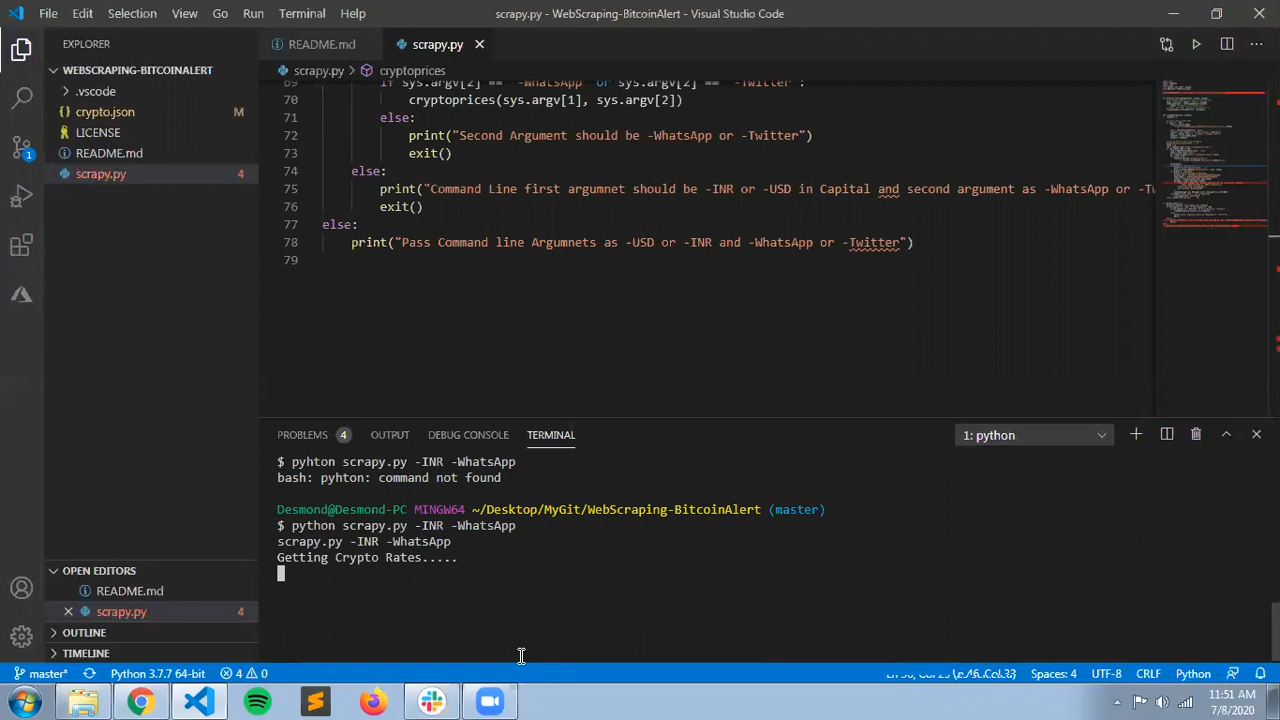 File Edit Selection View Go Run Terminal Help
scrapy.py - WebScraping-BitcoinAlert - Visual Studio Code
EXPLORER
README.md
scrapy.py
WEBSCRAPING-BITCOINALERT
scrapy.py > cryptoprices
.vscode
crypto.json M
LICENSE
README.md
scrapy.py 4
69 if sys.argv[2] == "-WhatsApp" or sys.argv[2] == "-Twitter":
70 cryptoprices(sys.argv[1], sys.argv[2])
71 else:
72 print("Second Argument should be -WhatsApp or -Twitter")
73 exit()
74 else:
75 print("Command Line first argumnet should be -INR or -USD in Capital and second argument as -WhatsApp or -Tw
76 exit()
77 else:
78 print("Pass Command line Argumnets as -USD or -INR and -WhatsApp or -Twitter")
79
1
PROBLEMS 4 OUTPUT DEBUG CONSOLE TERMINAL
1: python
$ pyhton scrapy.py -INR -WhatsApp
bash: pyhton: command not found
Desmond@Desmond-PC MINGW64 ~/Desktop/MyGit/WebScraping-BitcoinAlert (master)
$ python scrapy.py -INR -WhatsApp
scrapy.py -INR -WhatsApp
Getting Crypto Rates.....
OPEN EDITORS
README.md
scrapy.py 4
OUTLINE
TIMELINE
master* Python 3.7.7 64-bit 4 0
Spaces: 4 UTF-8 CRLF Python
11:51 AM
7/8/2020